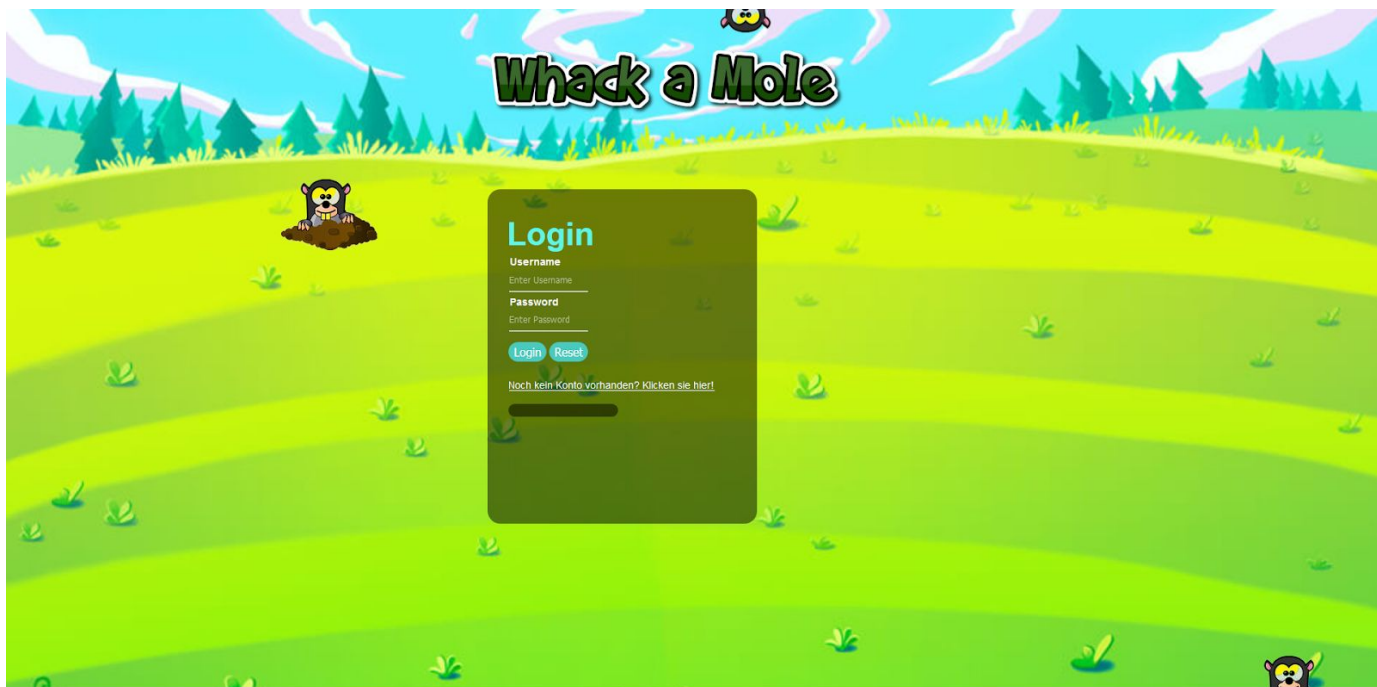 Whack a Mole
Login
Username
Enter Username
Password
Enter Password
Login Reset
Noch kein Konto vorhanden? Klicken sie hier!